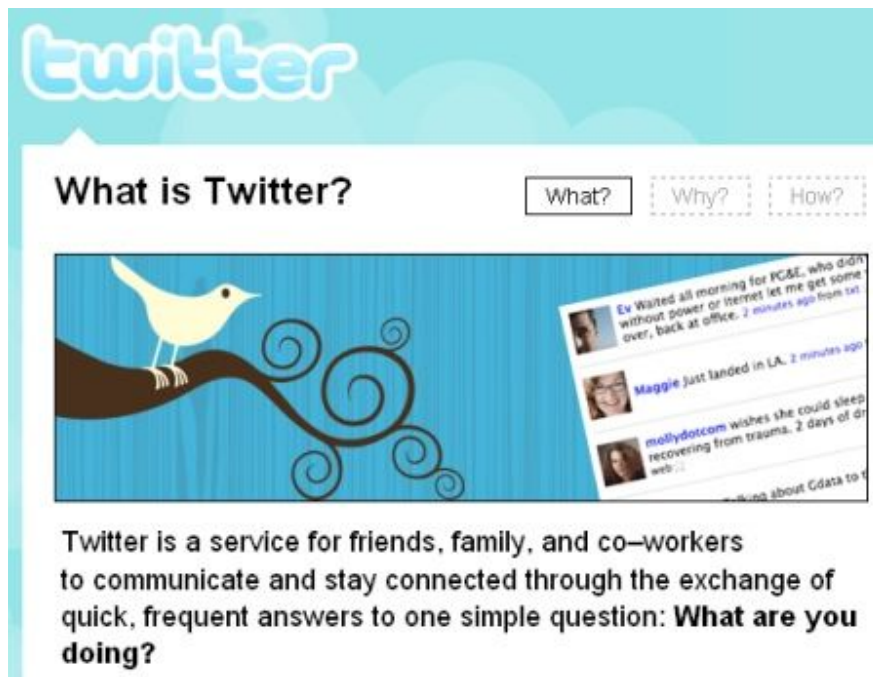 twitter
What is Twitter?
What? Why? How?
Ev Waited all morning for PG&E, who didn
without power or iternet let me get some
over, back at office. 2 minutes ago from txt
Maggie Just landed in LA. 2 minutes ago
mollydotcom wishes she could sleep
recovering from trauma. 2 days of dr
web
Talking about Gdata to t
Twitter is a service for friends, family, and co–workers
to communicate and stay connected through the exchange of
quick, frequent answers to one simple question: What are you
doing?